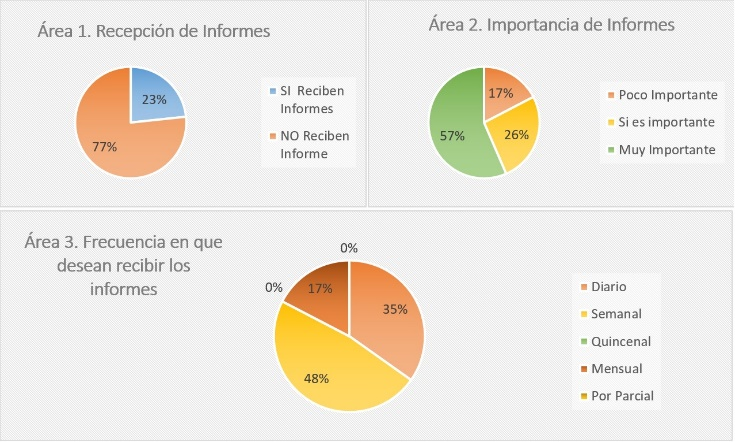 Área 1. Recepción de Informes
23%
77%
SI  Reciben
Informes
NO Reciben
Informe
Área 2. Importancia de Informes
17%
26%
57%
Poco Importante
Si es importante
Muy Importante
Área 3. Frecuencia en que
desean recibir los
informes
0%
0%
17%
35%
48%
Diario
Semanal
Quincenal
Mensual
Por Parcial